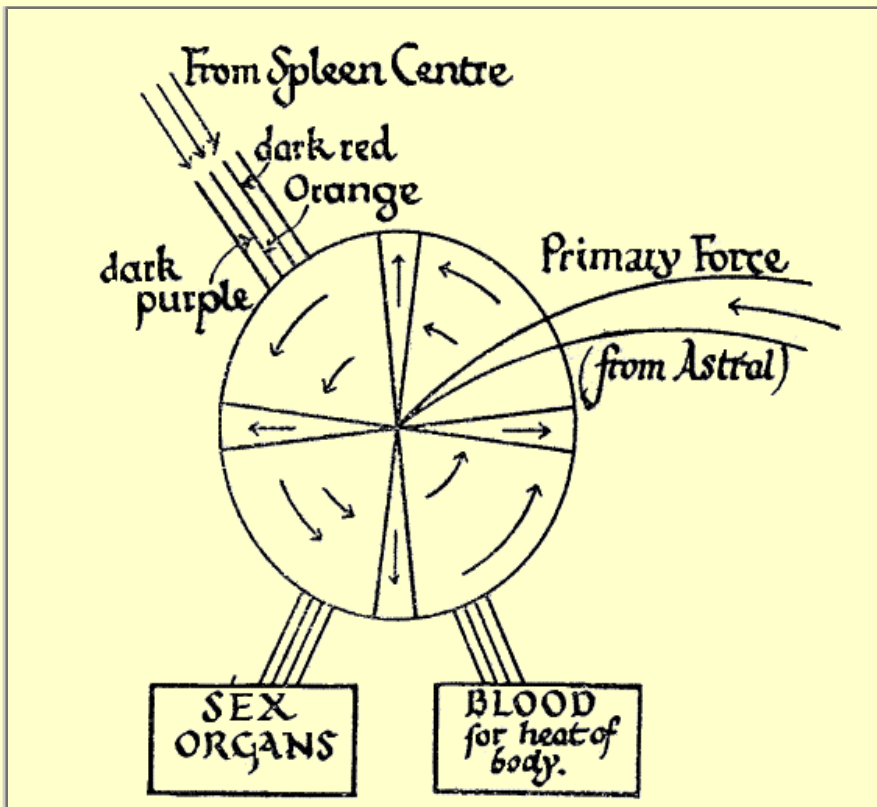 From Spleen Centre
dark red
Orange
dark
purple
Primary Force
(from Astral)
SEX
ORGANS
BLOOD
for heat of
body.